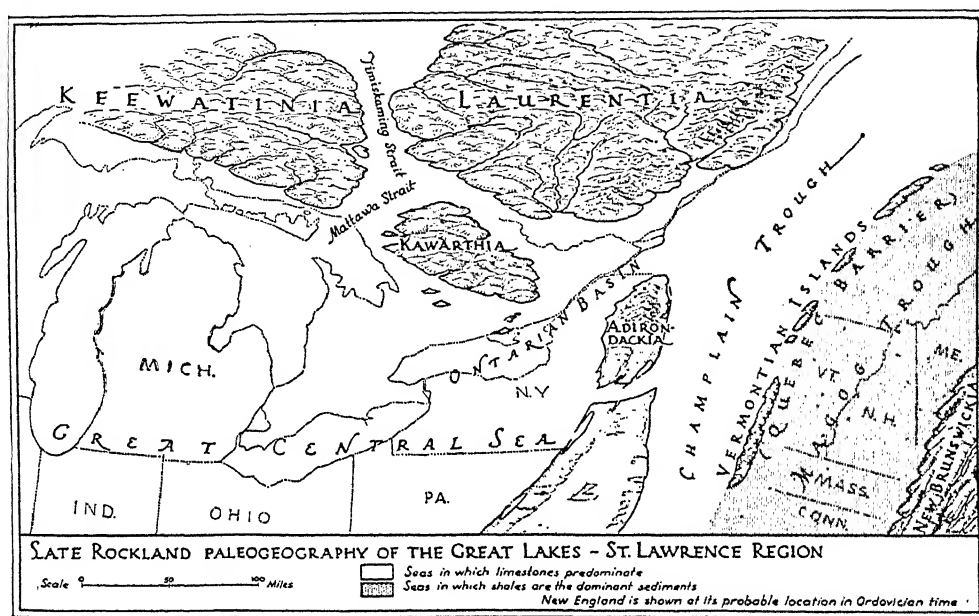 KEEWATINIA
LAURENTIA
Timiskaming Strait
Mattawa Strait
KAWARTHIA
ONTARIAN BASIN
ADIRON-
DACKIA
CHAMPLAIN TROUGH
VERMONTIAN ISLANDS
QUEBEC BARRIER
MAGOG TROUGH
MICH.
N.Y
VT.
N.H.
ME.
GREAT CENTRAL SEA
IND.
OHIO
PA.
MASS.
CONN.
NEW BRUNSWICK
LATE ROCKLAND PALEOGEOGRAPHY OF THE GREAT LAKES - ST. LAWRENCE REGION
Scale 0 50 100 Miles
Seas in which limestones predominate
Seas in which shales are the dominant sediments
New England is shown at its probable location in Ordovician time